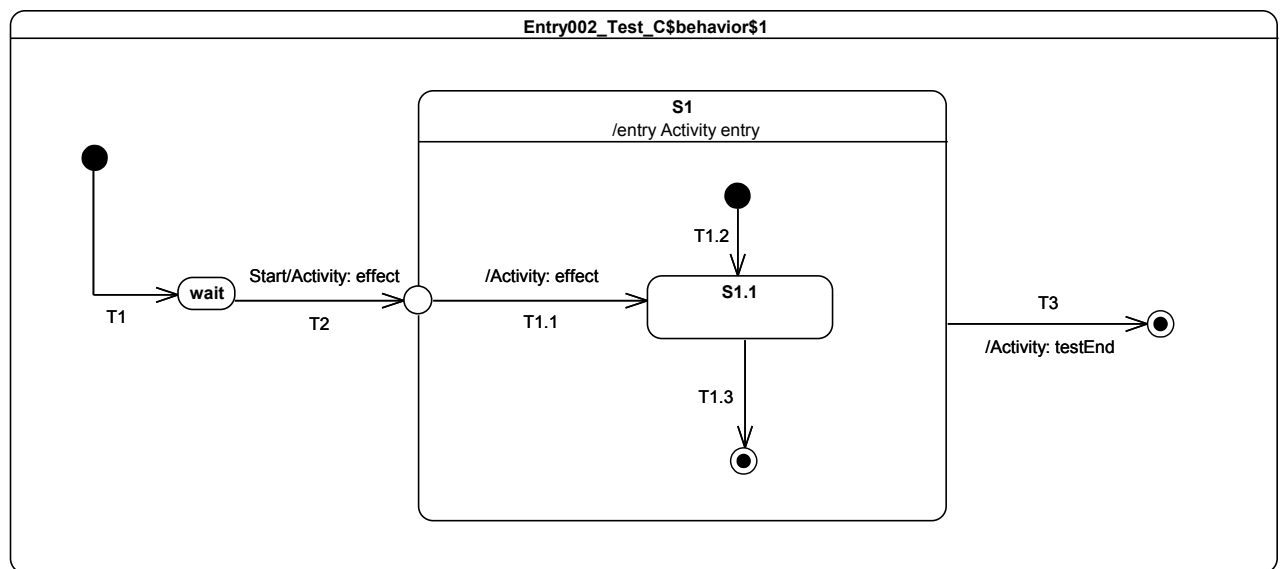 Entry002_Test_C$behavior$1
S1
/entry Activity entry
T1.2
Start/Activity: effect
/Activity: effect
S1.1
wait
T3
T1
T2
T1.1
/Activity: testEnd
T1.3